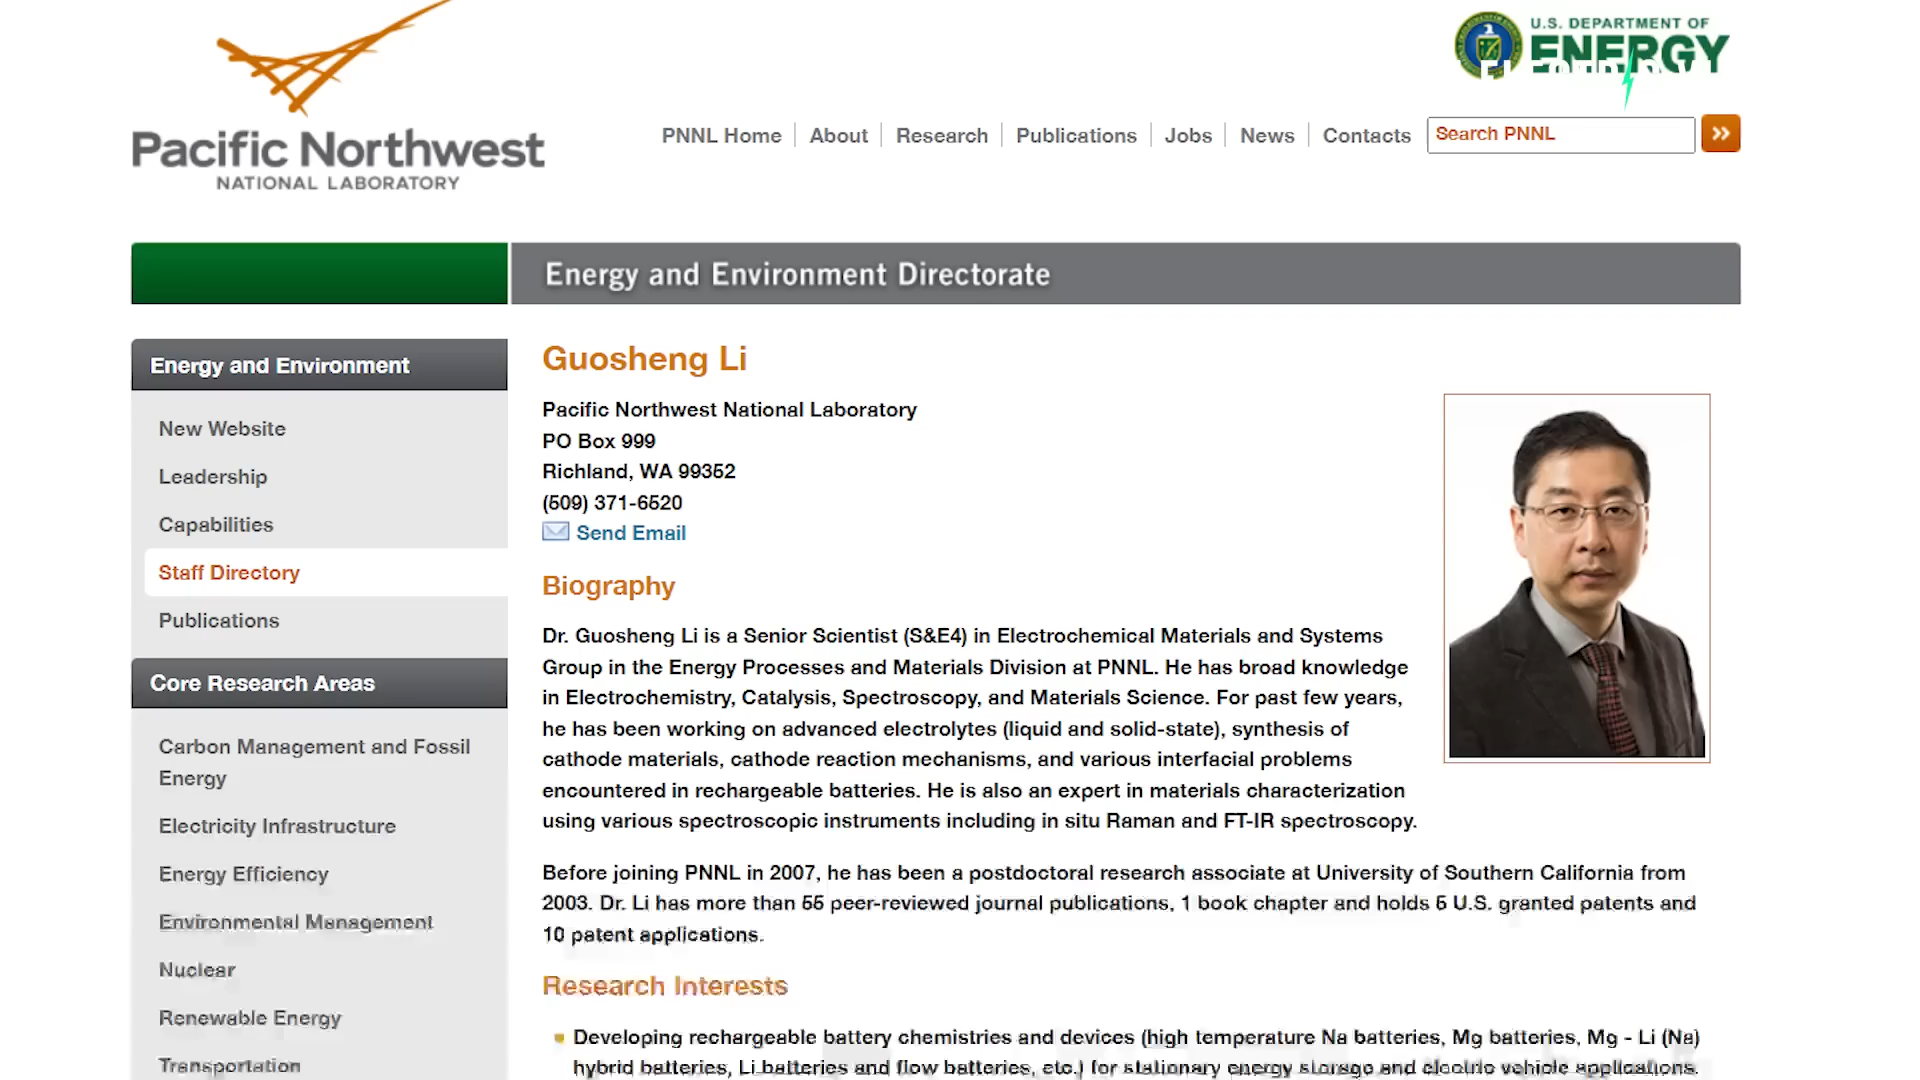 U.S. DEPARTMENT OF
ENERGY
Pacific Northwest
NATIONAL LABORATORY
PNNL Home
About
Research
Publications
Jobs
News
Contacts
Search PNNL
Energy and Environment Directorate
Energy and Environment
New Website
Leadership
Capabilities
Staff Directory
Publications
Core Research Areas
Carbon Management and Fossil
Energy
Electricity Infrastructure
Energy Efficiency
Environmental Management
Nuclear
Renewable Energy
Transportation
Guosheng Li
Pacific Northwest National Laboratory
PO Box 999
Richland, WA 99352
(509) 371-6520
Send Email
Biography
Dr. Guosheng Li is a Senior Scientist (S&E4) in Electrochemical Materials and Systems
Group in the Energy Processes and Materials Division at PNNL. He has broad knowledge
in Electrochemistry, Catalysis, Spectroscopy, and Materials Science. For past few years,
he has been working on advanced electrolytes (liquid and solid-state), synthesis of
cathode materials, cathode reaction mechanisms, and various interfacial problems
encountered in rechargeable batteries. He is also an expert in materials characterization
using various spectroscopic instruments including in situ Raman and FT-IR spectroscopy.
Before joining PNNL in 2007, he has been a postdoctoral research associate at University of Southern California from
2003. Dr. Li has more than 55 peer-reviewed journal publications, 1 book chapter and holds 5 U.S. granted patents and
10 patent applications.
Research Interests
Developing rechargeable battery chemistries and devices (high temperature Na batteries, Mg batteries, Mg - Li (Na)
hybrid batteries, Li batteries and flow batteries, etc.) for stationary energy storage and electric vehicle applications.